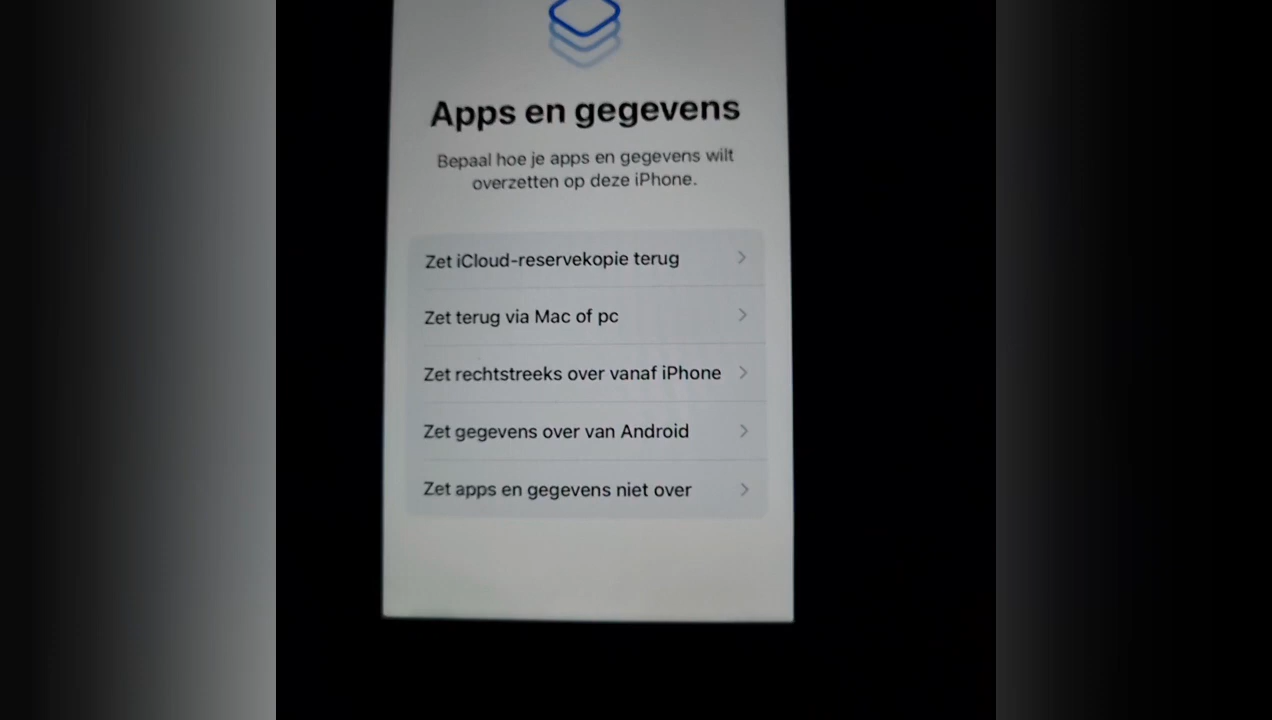 Apps en gegevens
Bepaal hoe je apps en gegevens wilt
overzetten op deze iPhone.
Zet iCloud-reservekopie terug
Zet terug via Mac of pc
Zet rechtstreeks over vanaf iPhone
Zet gegevens over van Android
Zet apps en gegevens niet over